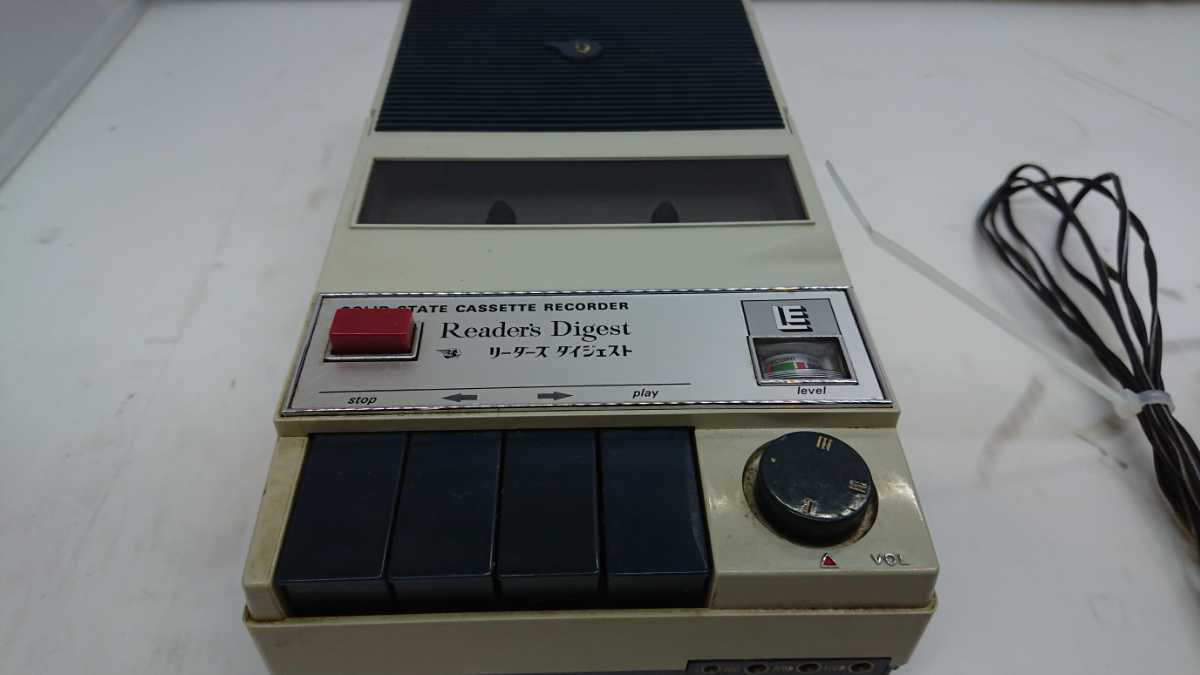 SOLID STATE CASSETTE RECORDER
Reader's Digest
リーダーズ ダイジェスト
LE
stop
play
level
VOL